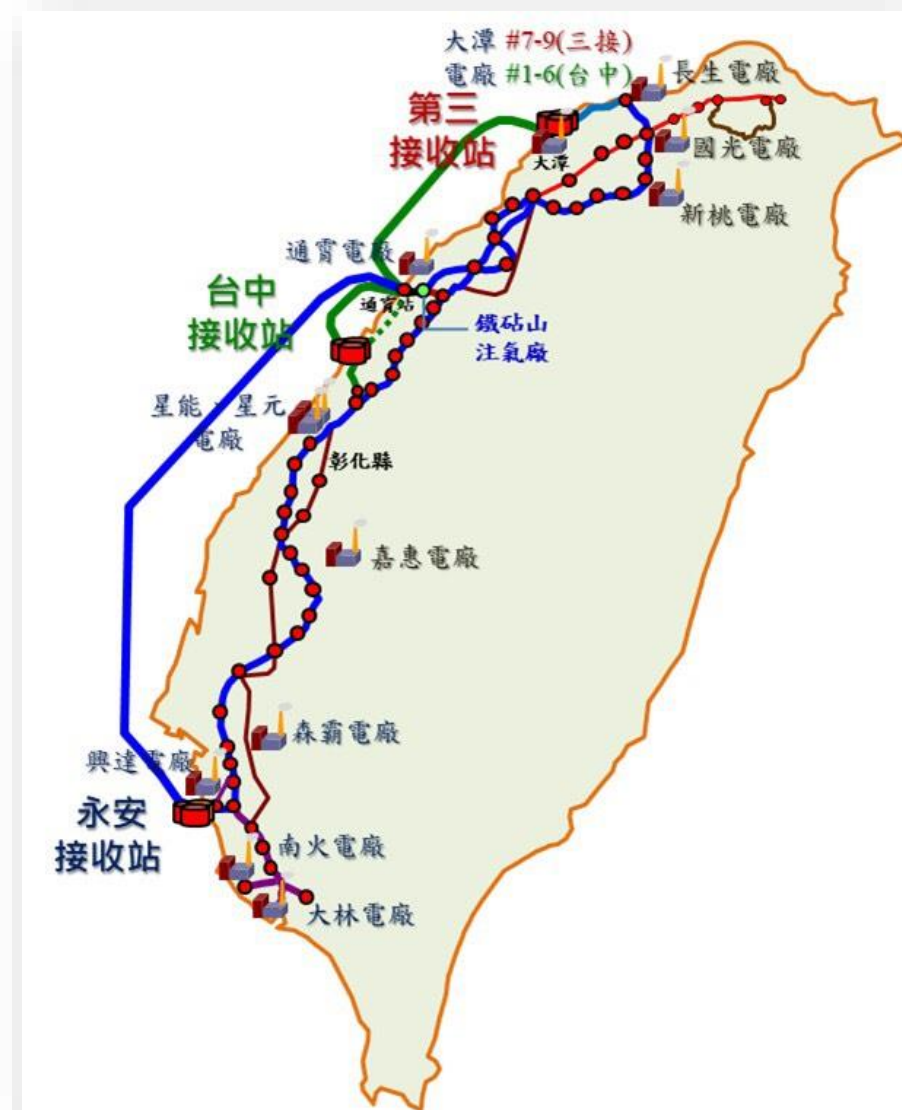 大潭 #7-9(三接)
電廠 #1-6(台中)
長生電廠
第三
接收站
大潭
國光電廠
新桃電廠
通霄電廠
台中
接收站
通霄站
鐵砧山
注氣廠
星能、星元
電廠
彰化縣
嘉惠電廠
森霸電廠
興達電廠
永安
接收站
南火電廠
大林電廠